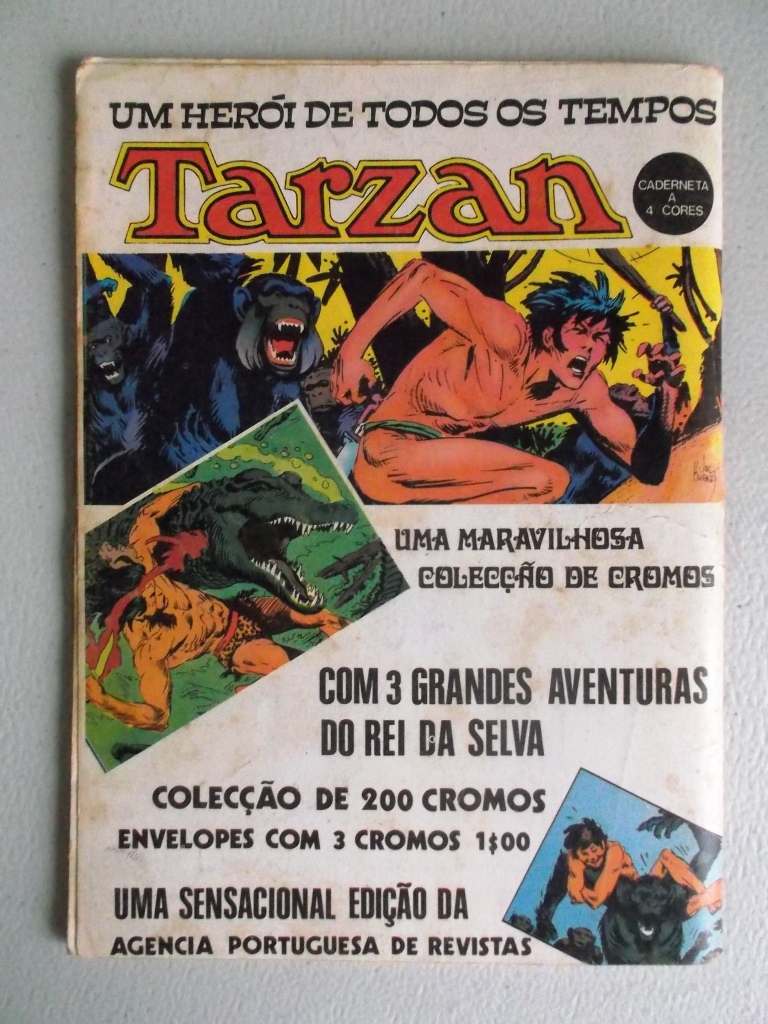 UM HERÓI DE TODOS OS TEMPOS
Tarzan
CADERNETA
A
4 CORES
UMA MARAVILHOSA
COLECÇÃO DE CROMOS
COM 3 GRANDES AVENTURAS
DO REI DA SELVA
COLECÇÃO DE 200 CROMOS
ENVELOPES COM 3 CROMOS 1$00
UMA SENSACIONAL EDIÇÃO DA
AGENCIA PORTUGUESA DE REVISTAS